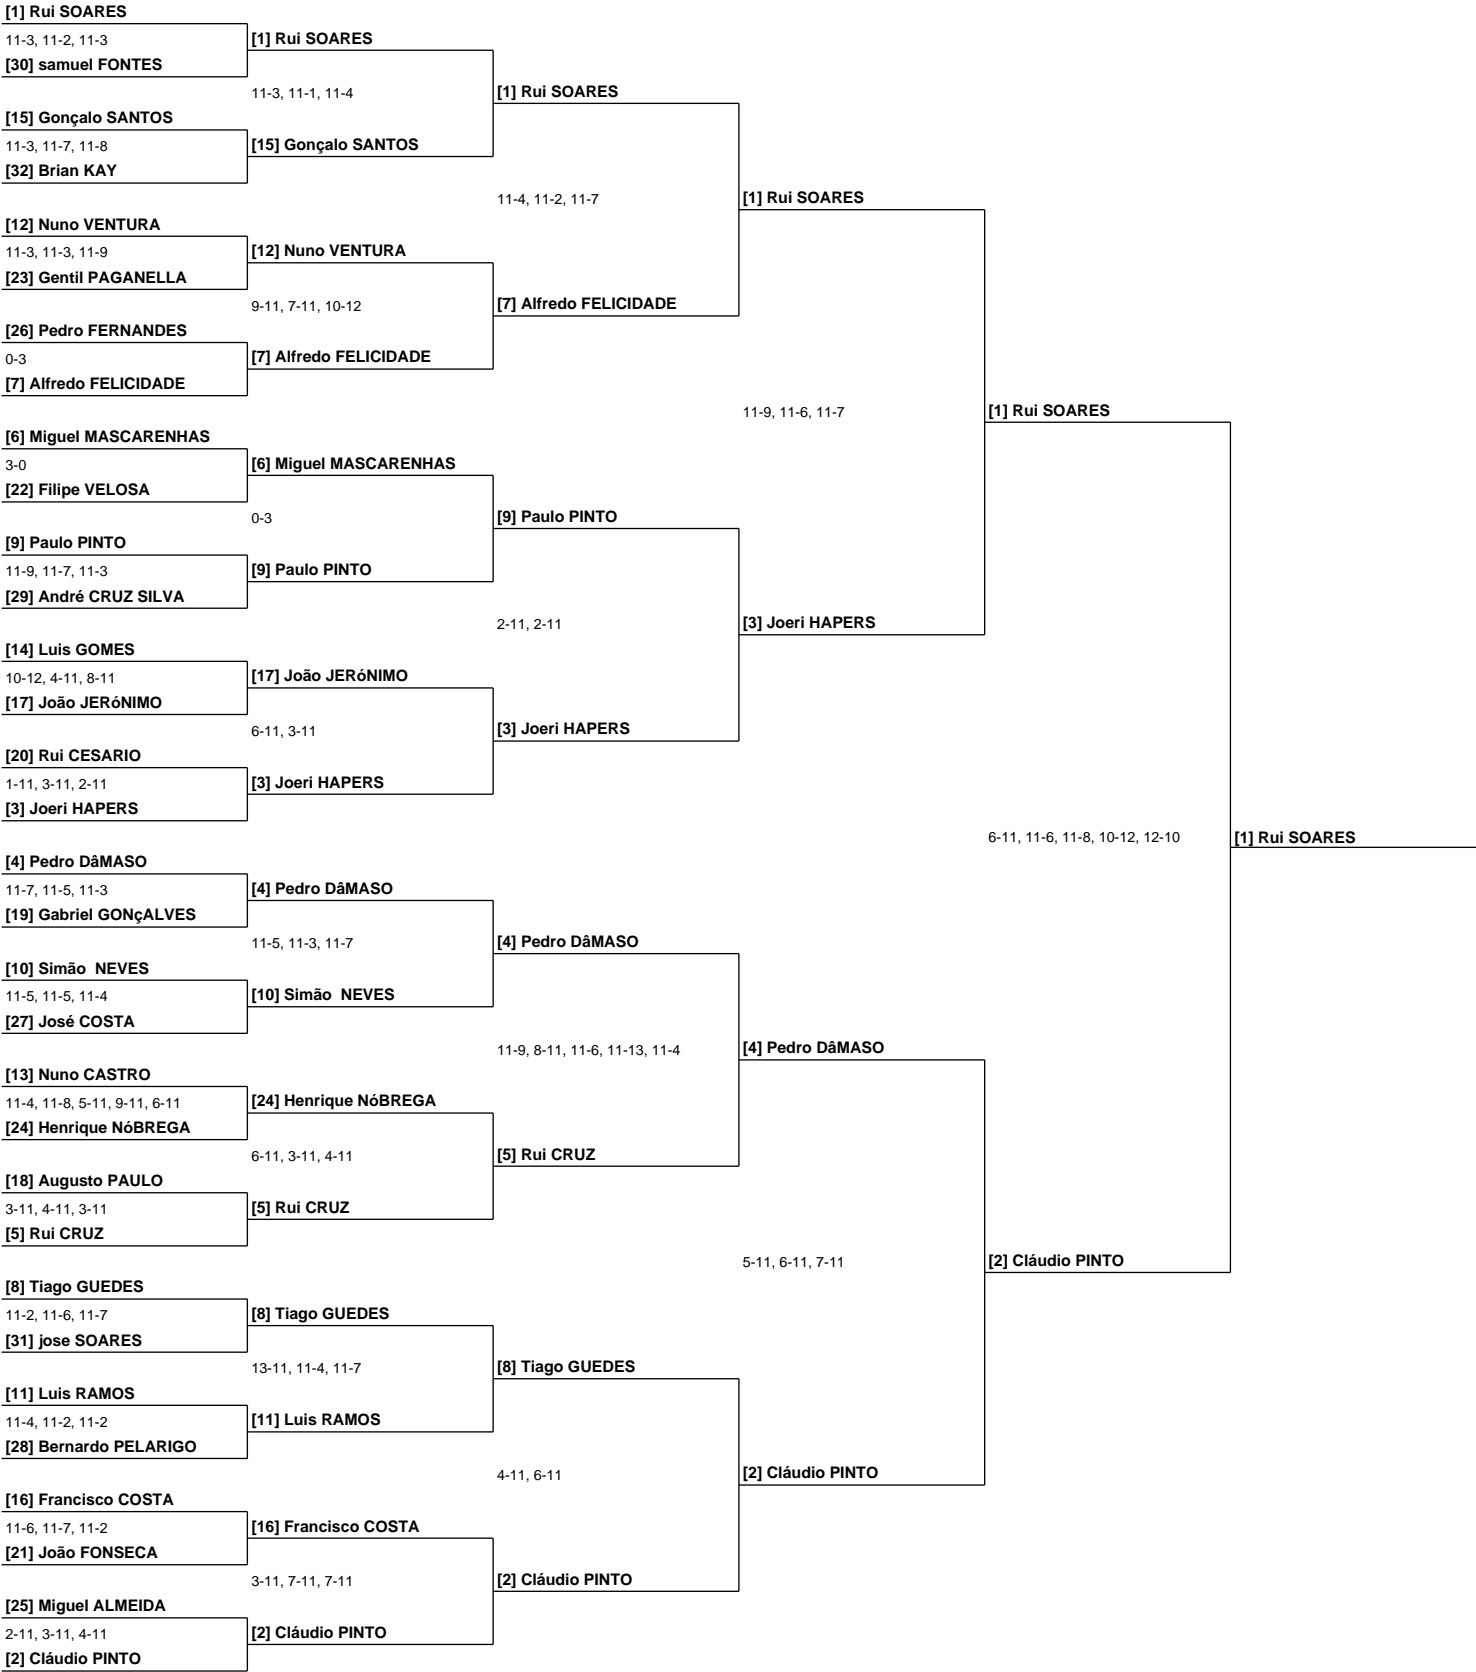 [1] Rui SOARES
11-3, 11-2, 11-3
[1] Rui SOARES
[30] samuel FONTES
11-3, 11-1, 11-4
[1] Rui SOARES
[15] Gonçalo SANTOS
11-3, 11-7, 11-8
[15] Gonçalo SANTOS
[32] Brian KAY
11-4, 11-2, 11-7
[1] Rui SOARES
[12] Nuno VENTURA
11-3, 11-3, 11-9
[12] Nuno VENTURA
[23] Gentil PAGANELLA
9-11, 7-11, 10-12
[7] Alfredo FELICIDADE
[26] Pedro FERNANDES
0-3
[7] Alfredo FELICIDADE
[7] Alfredo FELICIDADE
11-9, 11-6, 11-7
[1] Rui SOARES
[6] Miguel MASCARENHAS
3-0
[6] Miguel MASCARENHAS
[22] Filipe VELOSA
0-3
[9] Paulo PINTO
[9] Paulo PINTO
11-9, 11-7, 11-3
[9] Paulo PINTO
[29] André CRUZ SILVA
2-11, 2-11
[3] Joeri HAPERS
[14] Luis GOMES
10-12, 4-11, 8-11
[17] João JERóNIMO
[17] João JERóNIMO
6-11, 3-11
[3] Joeri HAPERS
[20] Rui CESARIO
1-11, 3-11, 2-11
[3] Joeri HAPERS
[3] Joeri HAPERS
6-11, 11-6, 11-8, 10-12, 12-10
[1] Rui SOARES
[4] Pedro DâMASO
11-7, 11-5, 11-3
[4] Pedro DâMASO
[19] Gabriel GONçALVES
11-5, 11-3, 11-7
[4] Pedro DâMASO
[10] Simão  NEVES
11-5, 11-5, 11-4
[10] Simão  NEVES
[27] José COSTA
11-9, 8-11, 11-6, 11-13, 11-4
[4] Pedro DâMASO
[13] Nuno CASTRO
11-4, 11-8, 5-11, 9-11, 6-11
[24] Henrique NóBREGA
[24] Henrique NóBREGA
6-11, 3-11, 4-11
[5] Rui CRUZ
[18] Augusto PAULO
3-11, 4-11, 3-11
[5] Rui CRUZ
[5] Rui CRUZ
5-11, 6-11, 7-11
[2] Cláudio PINTO
[8] Tiago GUEDES
11-2, 11-6, 11-7
[8] Tiago GUEDES
[31] jose SOARES
13-11, 11-4, 11-7
[8] Tiago GUEDES
[11] Luis RAMOS
11-4, 11-2, 11-2
[11] Luis RAMOS
[28] Bernardo PELARIGO
4-11, 6-11
[2] Cláudio PINTO
[16] Francisco COSTA
11-6, 11-7, 11-2
[16] Francisco COSTA
[21] João FONSECA
3-11, 7-11, 7-11
[2] Cláudio PINTO
[25] Miguel ALMEIDA
2-11, 3-11, 4-11
[2] Cláudio PINTO
[2] Cláudio PINTO